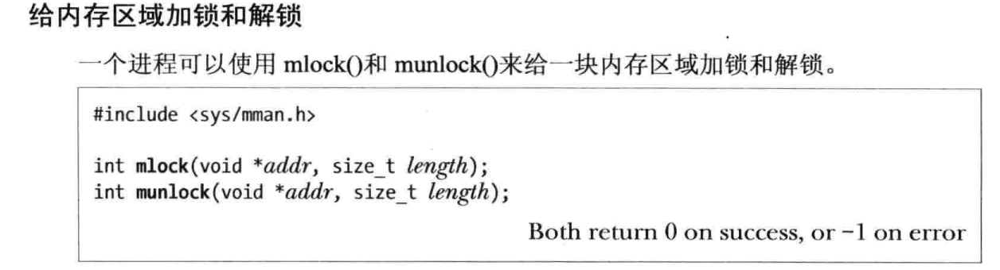 给内存区域加锁和解锁
一个进程可以使用 mlock()和 munlock()来给一块内存区域加锁和解锁。
#include <sys/mman.h>
int mlock(void *addr, size_t length);
int munlock(void *addr, size_t length);
Both return 0 on success, or −1 on error